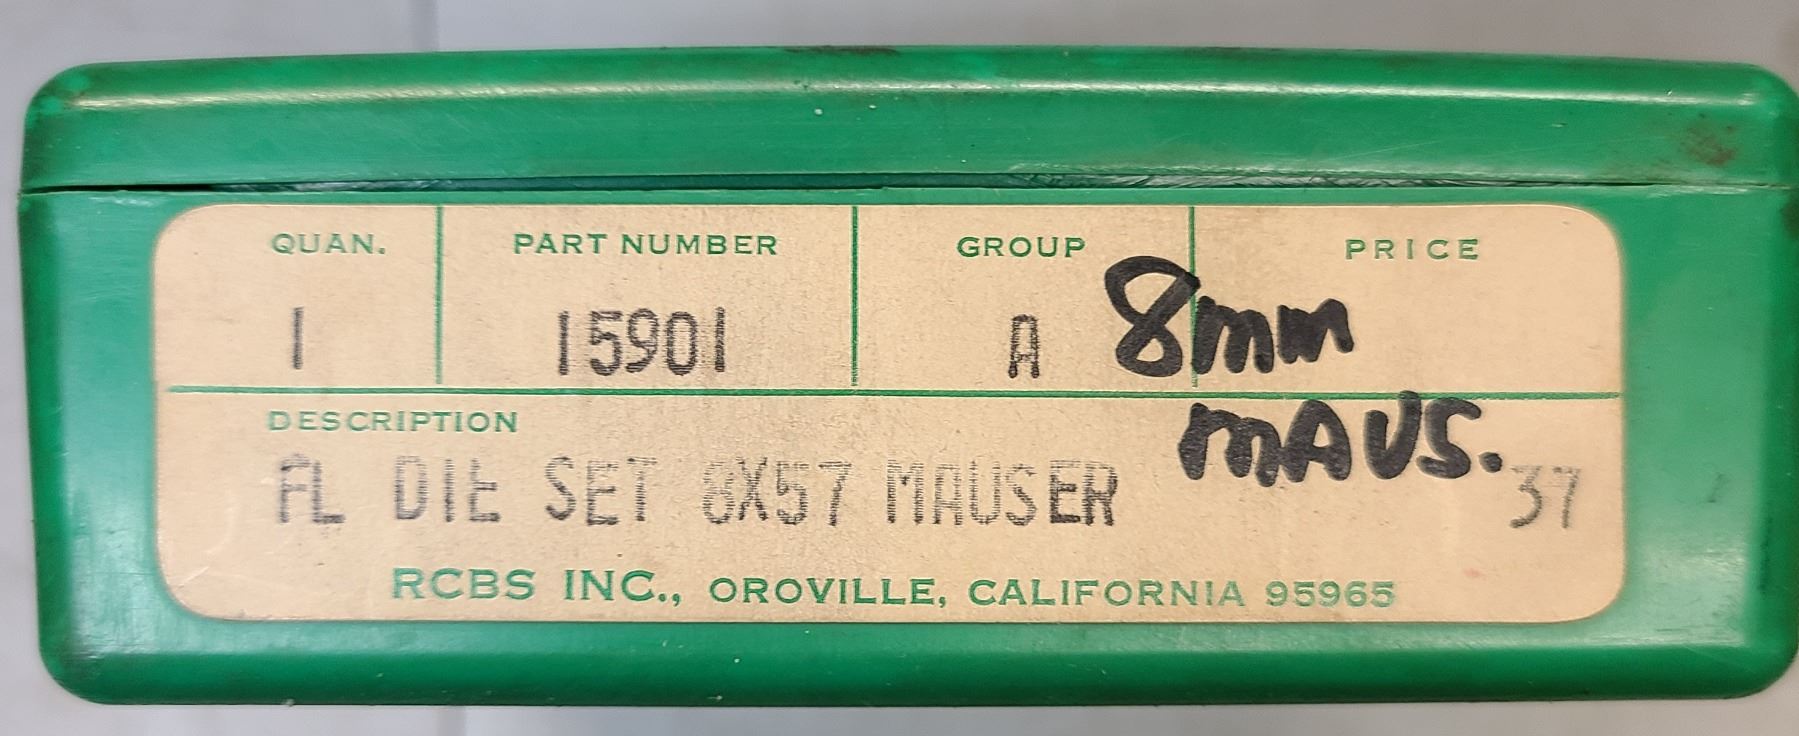 QUAN. PART NUMBER GROUP PRICE
1 15901 A 8mm
DESCRIPTION MAUS.
FL DIE SET 8X57 MAUSER 37
RCBS INC., OROVILLE, CALIFORNIA 95965